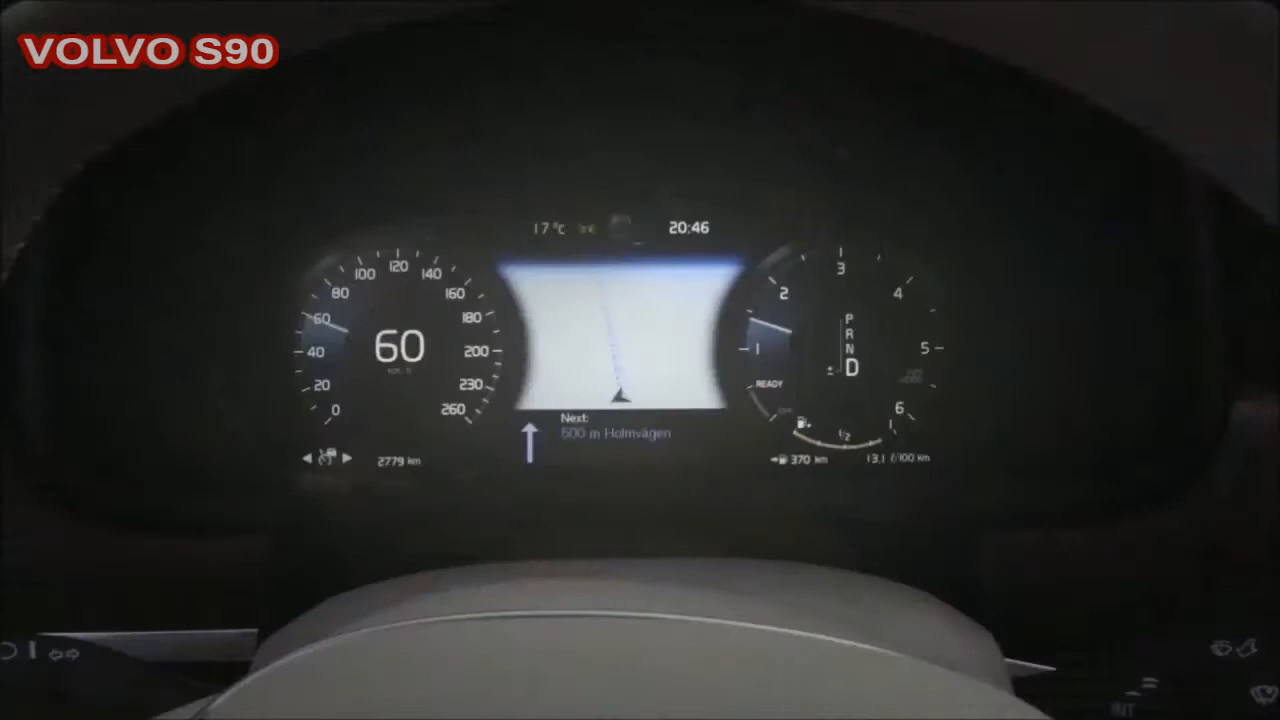 VOLVO S90
17 °C 20:46
0 20 40 60 80 100 120 140 160 180 200 230 260
60
km/h
2779 km
Next:
600 m Holmvägen
1 2 3 4 5 6
P
R
N
D
±
READY
1/2
370 km
13.1 l/100 km
INT